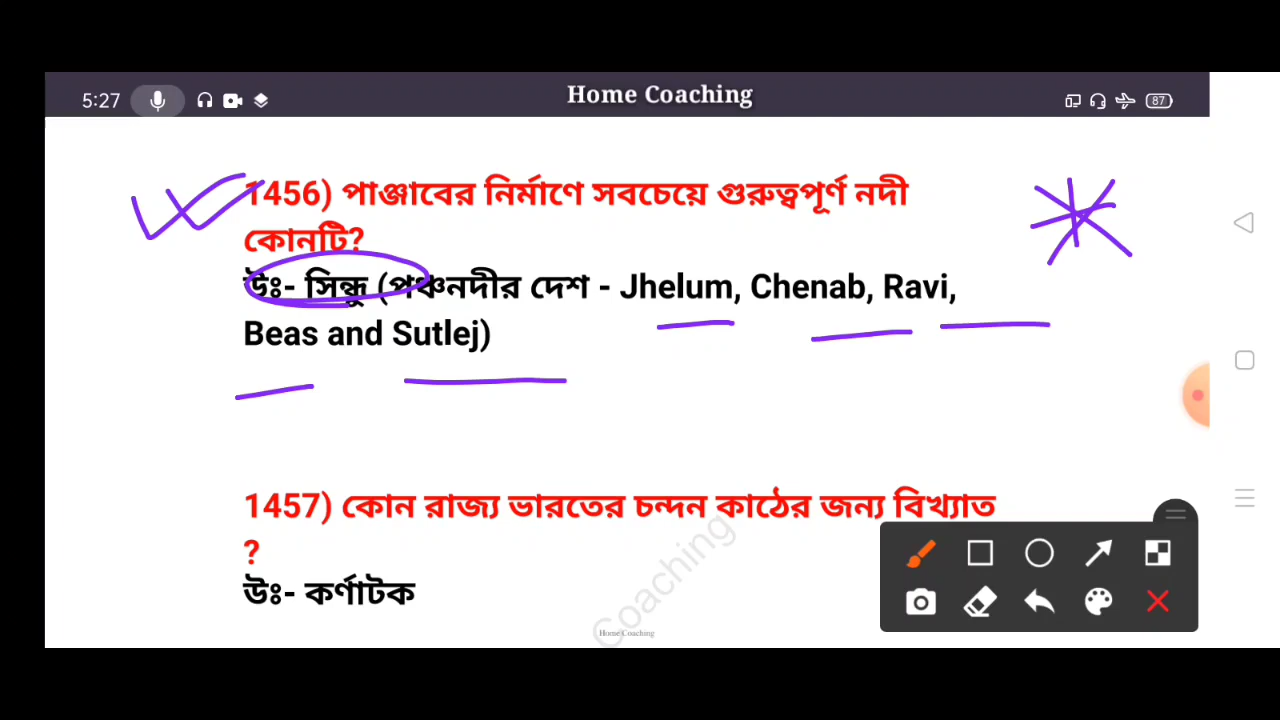 5:27
Home Coaching
87
1456) পাঞ্জাবের নির্মাণে সবচেয়ে গুরুত্বপূর্ণ নদী
কোনটি?
উঃ- সিন্ধু (পঞ্চনদীর দেশ - Jhelum, Chenab, Ravi,
Beas and Sutlej)
1457) কোন রাজ্য ভারতের চন্দন কাঠের জন্য বিখ্যাত
?
উঃ- কর্ণাটক
Coaching
Home Coaching